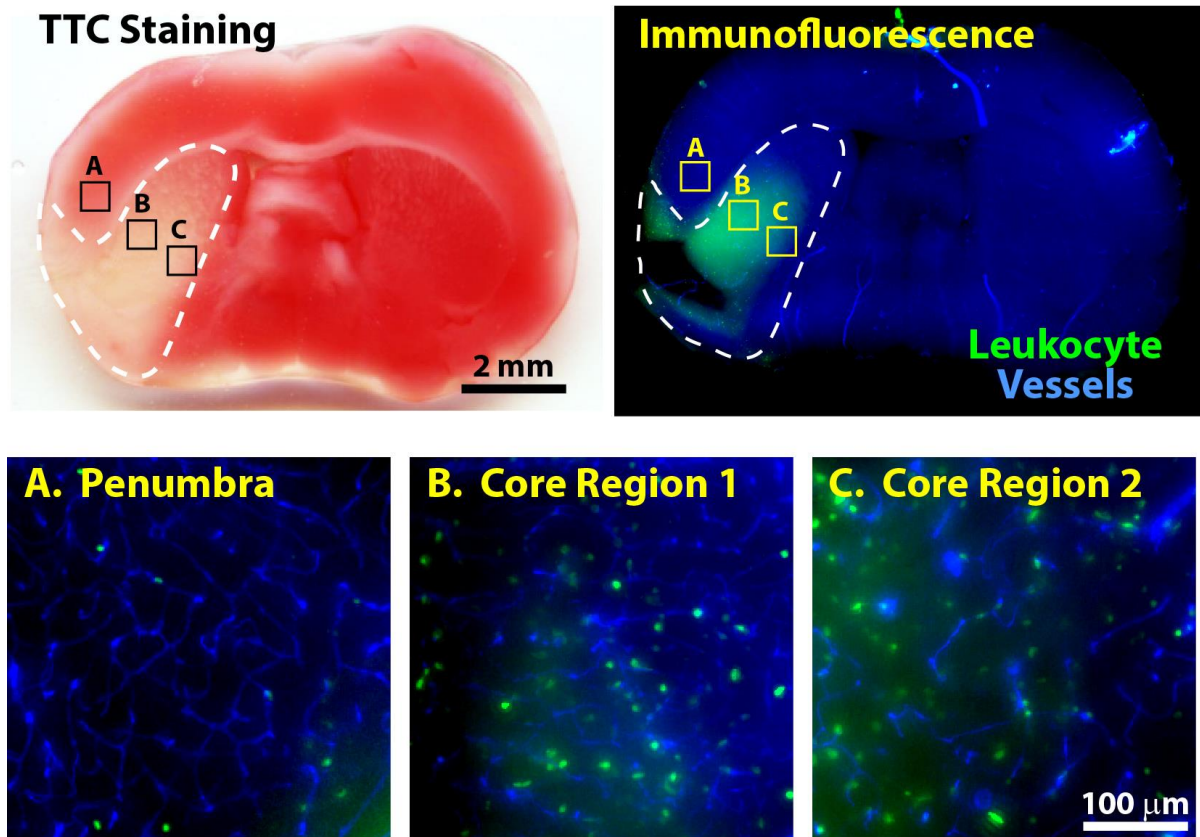 TTC Staining
A
B
C
2 mm
Immunofluorescence
A
B
C
Leukocyte
Vessels
A. Penumbra
B. Core Region 1
C. Core Region 2
100 μm